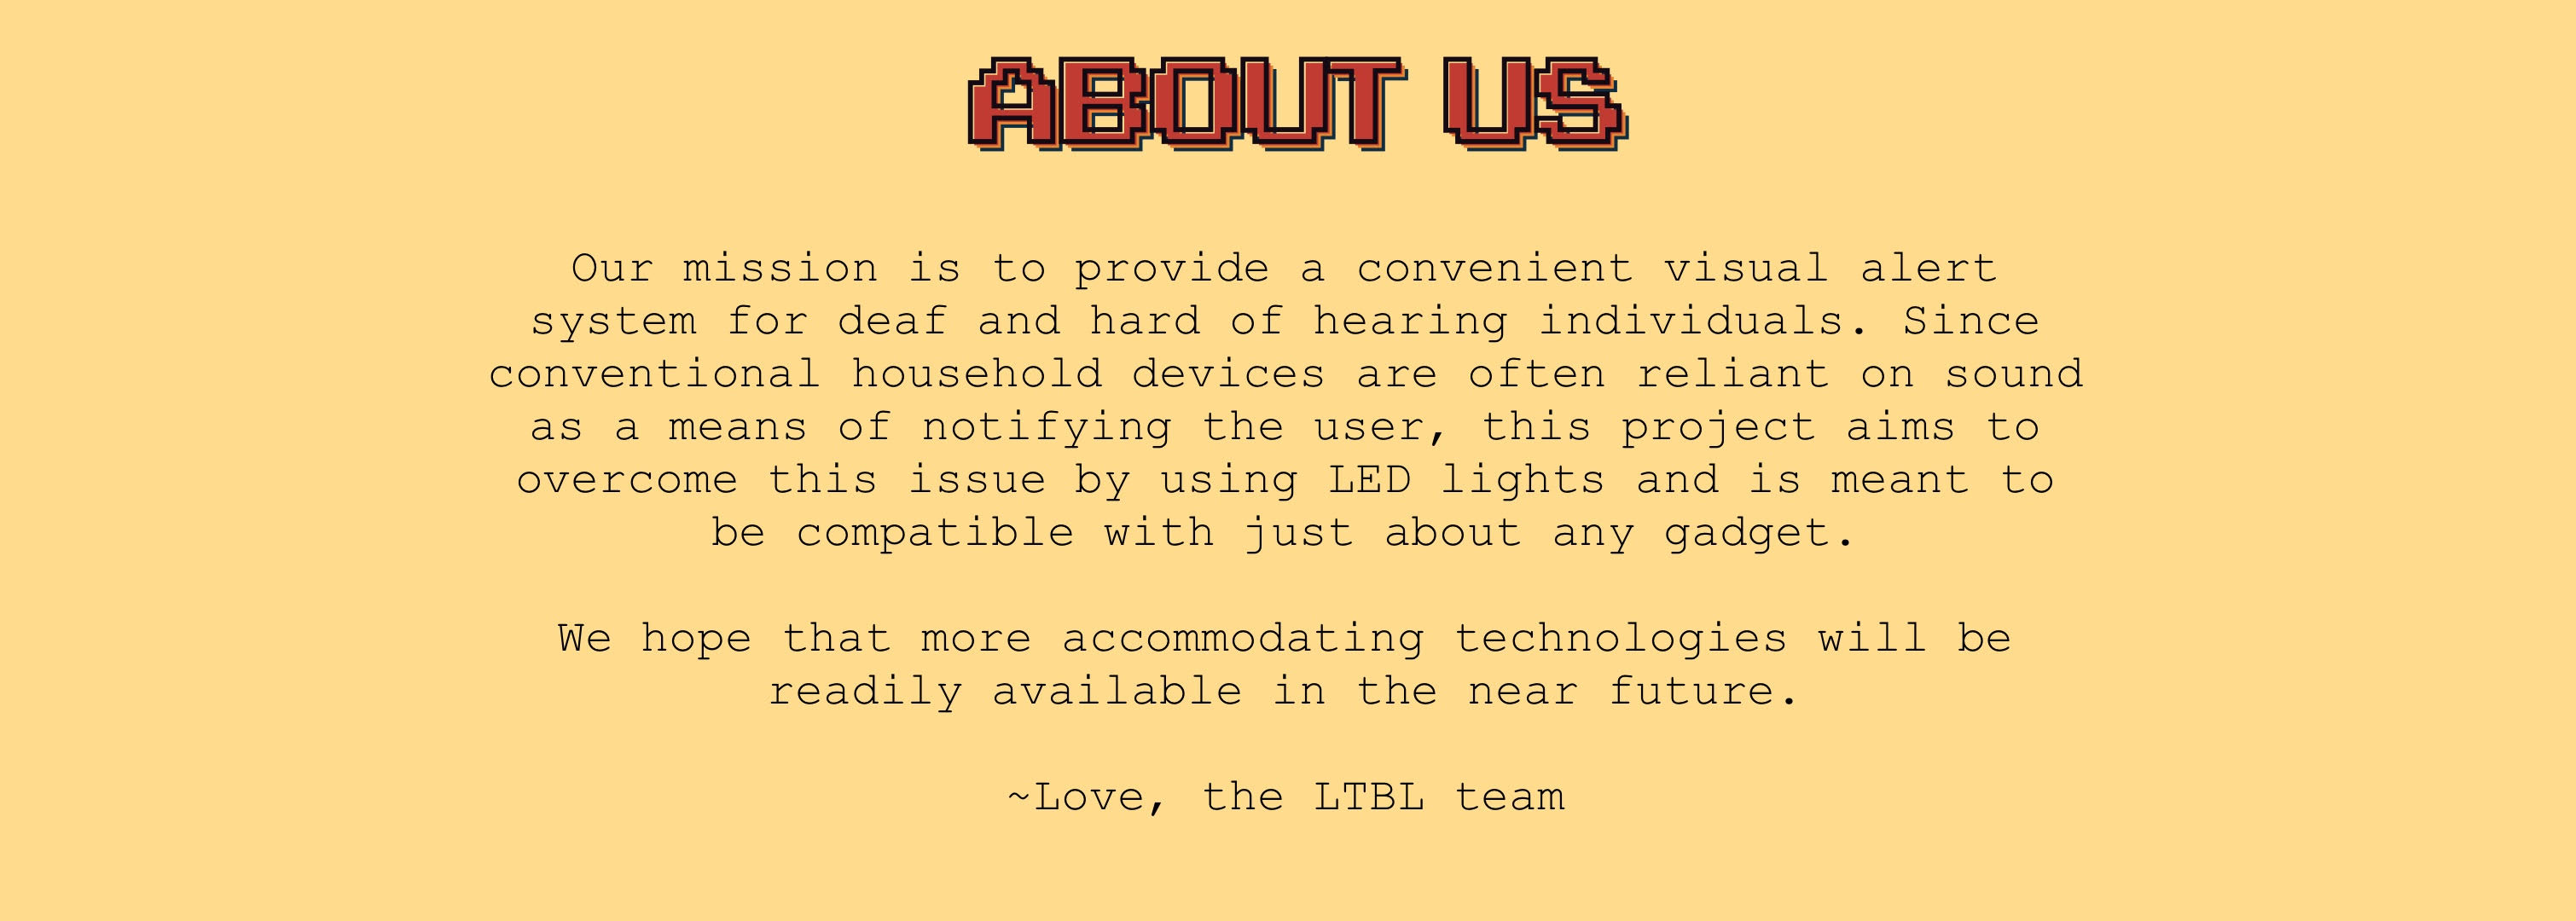 ABOUT US
Our mission is to provide a convenient visual alert
system for deaf and hard of hearing individuals. Since
conventional household devices are often reliant on sound
as a means of notifying the user, this project aims to
overcome this issue by using LED lights and is meant to
be compatible with just about any gadget.
We hope that more accommodating technologies will be
readily available in the near future.
~Love, the LTBL team